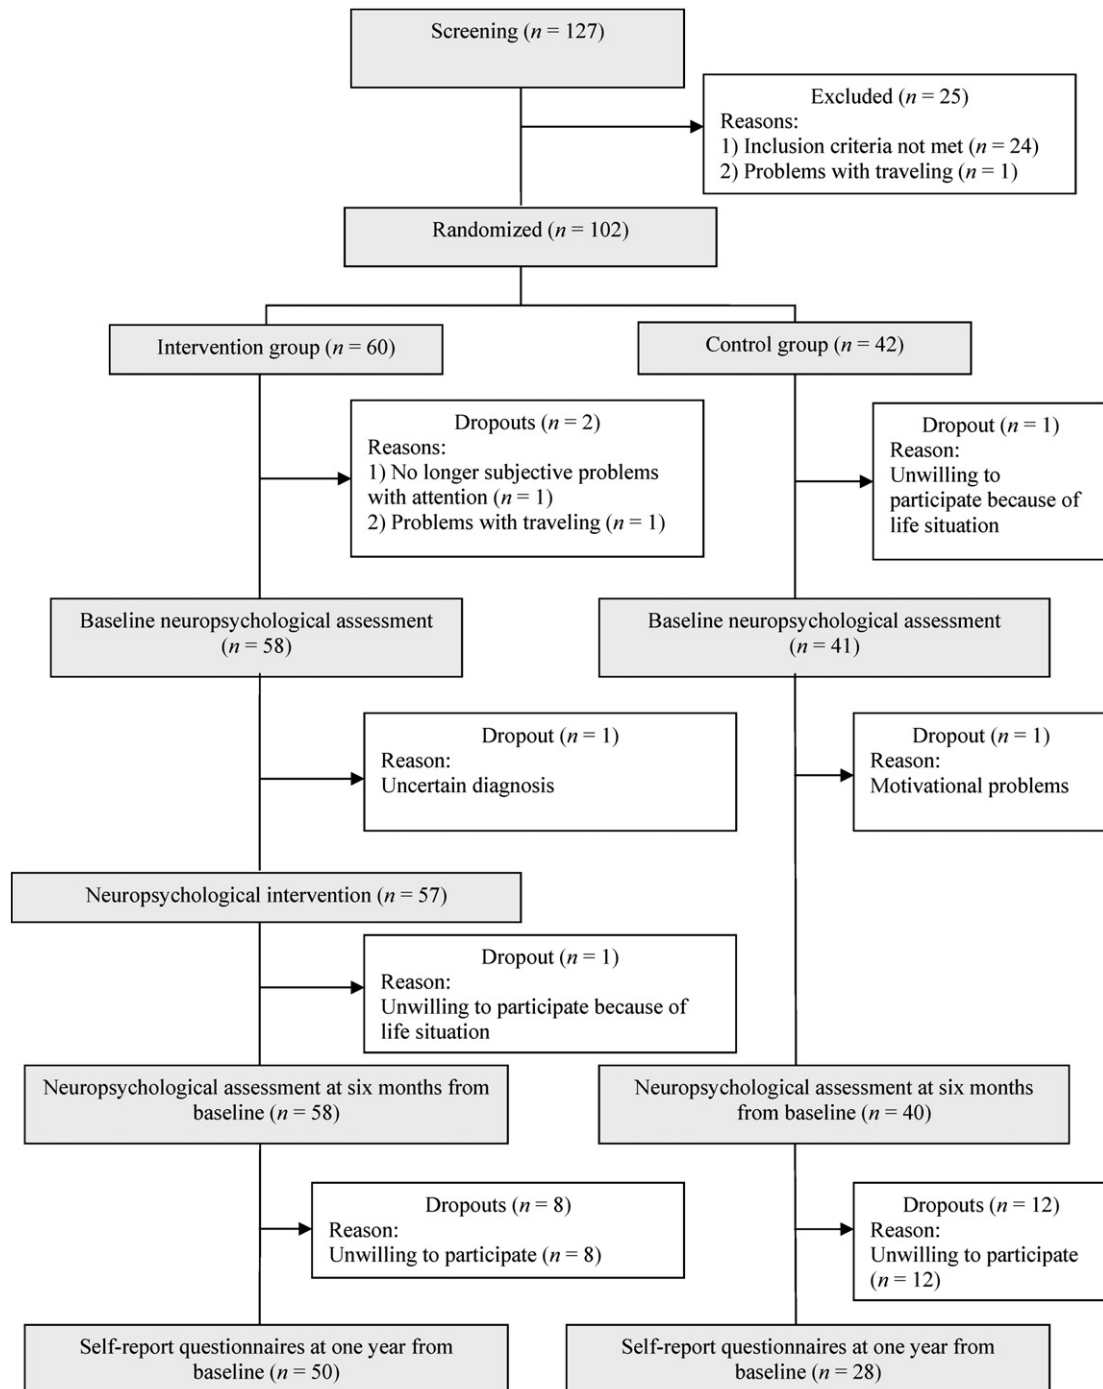 Screening (n = 127)
Excluded (n = 25)
Reasons:
1) Inclusion criteria not met (n = 24)
2) Problems with traveling (n = 1)
Randomized (n = 102)
Intervention group (n = 60)
Control group (n = 42)
Dropouts (n = 2)
Reasons:
1) No longer subjective problems
with attention (n = 1)
2) Problems with traveling (n = 1)
Dropout (n = 1)
Reason:
Unwilling to
participate because of
life situation
Baseline neuropsychological assessment
(n = 58)
Baseline neuropsychological assessment
(n = 41)
Dropout (n = 1)
Reason:
Uncertain diagnosis
Dropout (n = 1)
Reason:
Motivational problems
Neuropsychological intervention (n = 57)
Dropout (n = 1)
Reason:
Unwilling to participate because of
life situation
Neuropsychological assessment at six months from
baseline (n = 58)
Neuropsychological assessment at six months
from baseline (n = 40)
Dropouts (n = 8)
Reason:
Unwilling to participate (n = 8)
Dropouts (n = 12)
Reason:
Unwilling to participate
(n = 12)
Self-report questionnaires at one year from
baseline (n = 50)
Self-report questionnaires at one year from
baseline (n = 28)